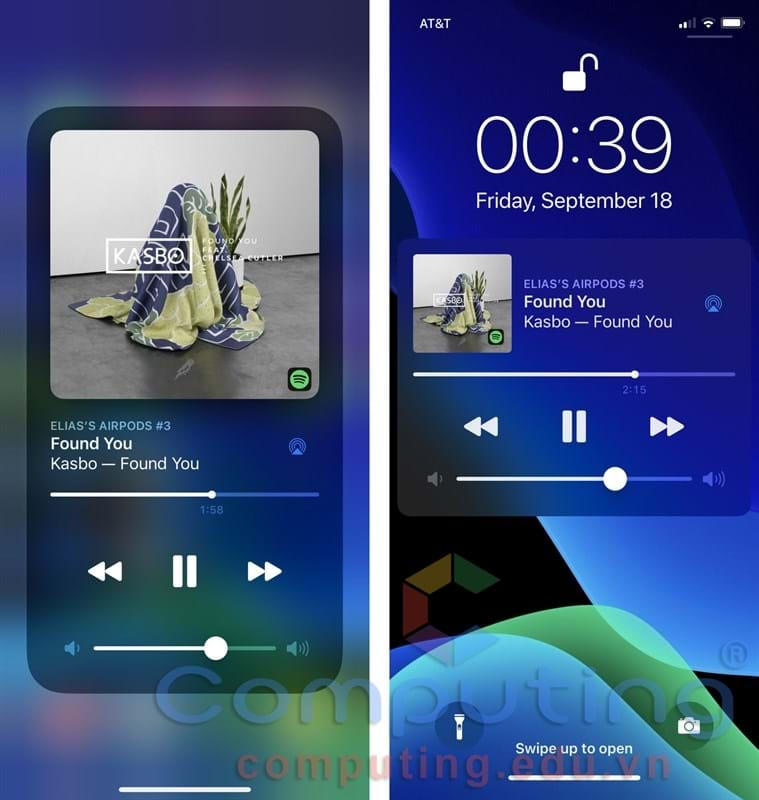 KASBO
FOUND YOU
FEAT.
CHELSEA CUTLER
ELIAS'S AIRPODS #3
Found You
Kasbo — Found You
1:58
AT&T
00:39
Friday, September 18
KASBO
ELIAS'S AIRPODS #3
Found You
Kasbo — Found You
2:15
Swipe up to open
Computing®
computing.edu.vn